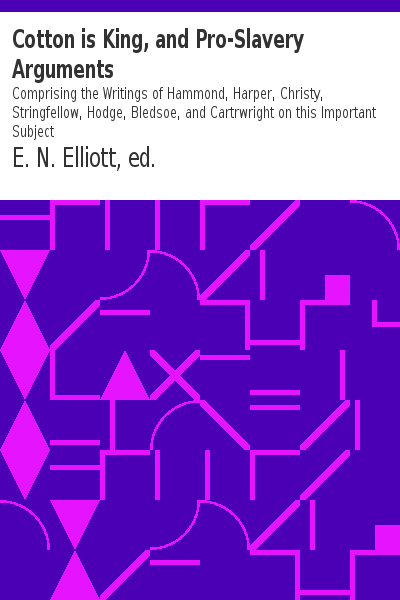 Cotton is King, and Pro-Slavery
Arguments
Comprising the Writings of Hammond, Harper, Christy,
Stringfellow, Hodge, Bledsoe, and Cartrwright on this Important
Subject
E. N. Elliott, ed.